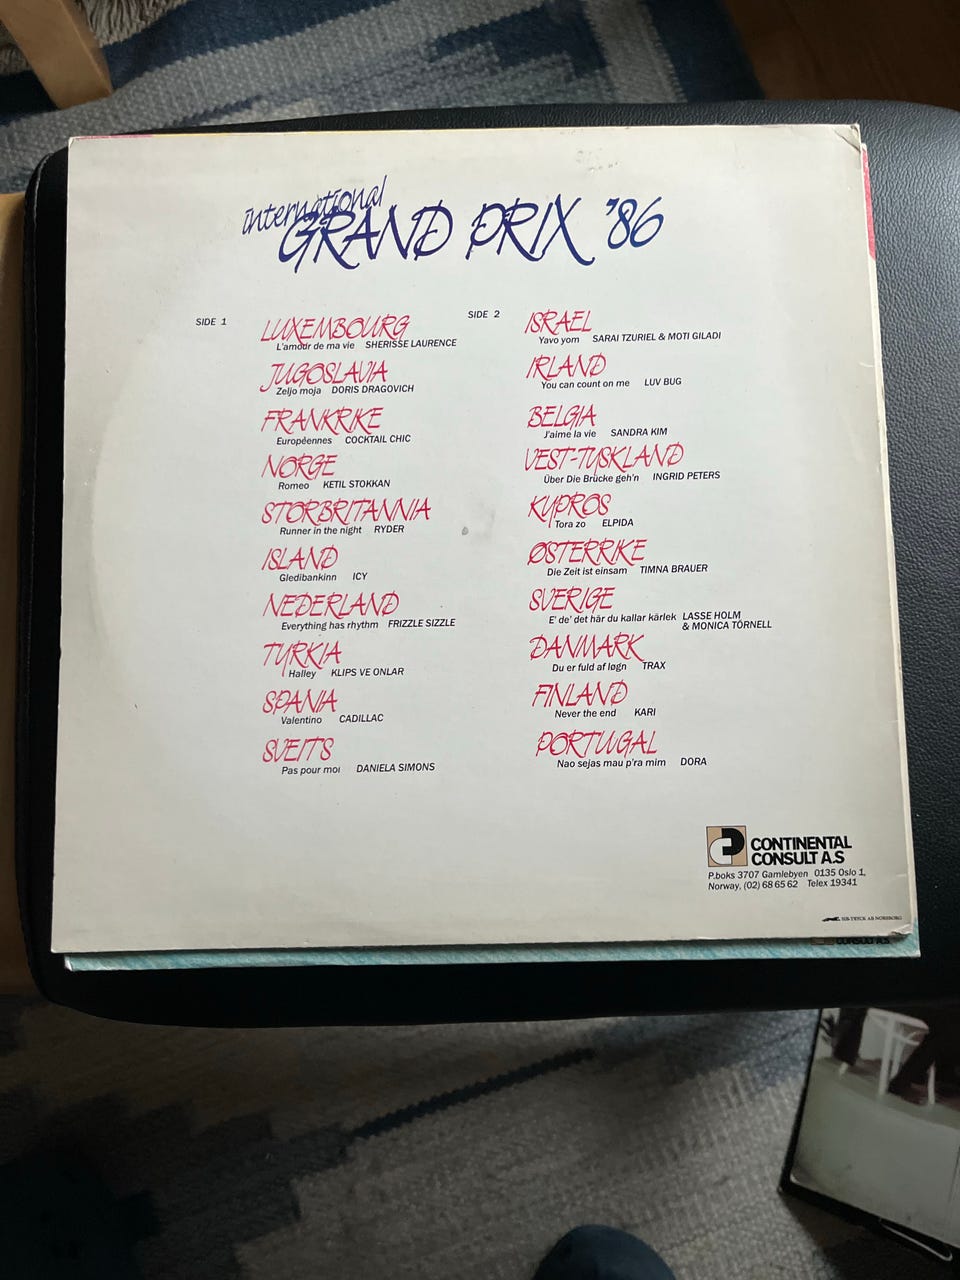 international
GRAND PRIX '86
SIDE 1
LUXEMBOURG
L'amour de ma vie SHERISSE LAURENCE
JUGOSLAVIA
Zeljo moja DORIS DRAGOVICH
FRANKRIKE
Européennes COCKTAIL CHIC
NORGE
Romeo KETIL STOKKAN
STORBRITANNIA
Runner in the night RYDER
ISLAND
Gledibankinn ICY
NEDERLAND
Everything has rhythm FRIZZLE SIZZLE
TYRKIA
Halley KLIPS VE ONLAR
SPANIA
Valentino CADILLAC
SVEITS
Pas pour moi DANIELA SIMONS
SIDE 2
ISRAEL
Yavo yom SARAI TZURIEL & MOTI GILADI
IRLAND
You can count on me LUV BUG
BELGIA
J'aime la vie SANDRA KIM
VEST-TYSKLAND
Über Die Brücke geh'n INGRID PETERS
KYPROS
Tora zo ELPIDA
ØSTERRIKE
Die Zeit ist einsam TIMNA BRAUER
SVERIGE
E' de' det här du kallar kärlek LASSE HOLM
& MONICA TÖRNELL
DANMARK
Du er fuld af løgn TRAX
FINLAND
Never the end KARI
PORTUGAL
Nao sejas mau p'ra mim DORA
CONTINENTAL
CONSULT A.S
P.boks 3707 Gamlebyen 0135 Oslo 1,
Norway, (02) 68 65 62 Telex 19341
TRYCK AB NORSBORG
CONSULT A.S